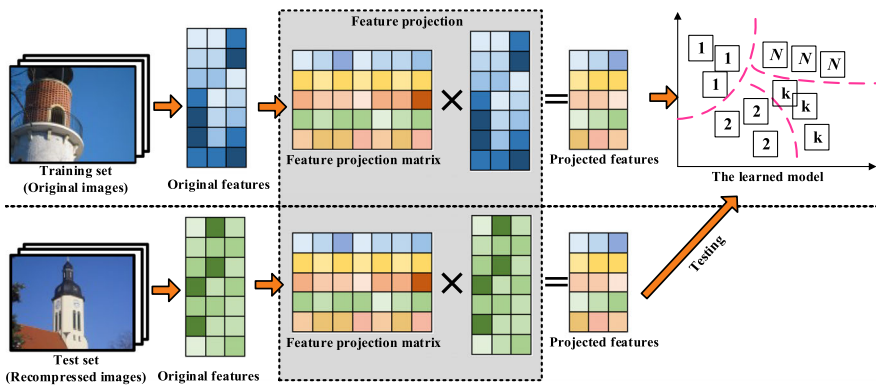 Feature projection
Training set
(Original images)
Original features
Feature projection matrix
×
=
Projected features
1
1
1
N
N
N
k
k
k
2
2
2
The learned model
Test set
(Recompressed images)
Original features
Feature projection matrix
×
=
Projected features
Testing